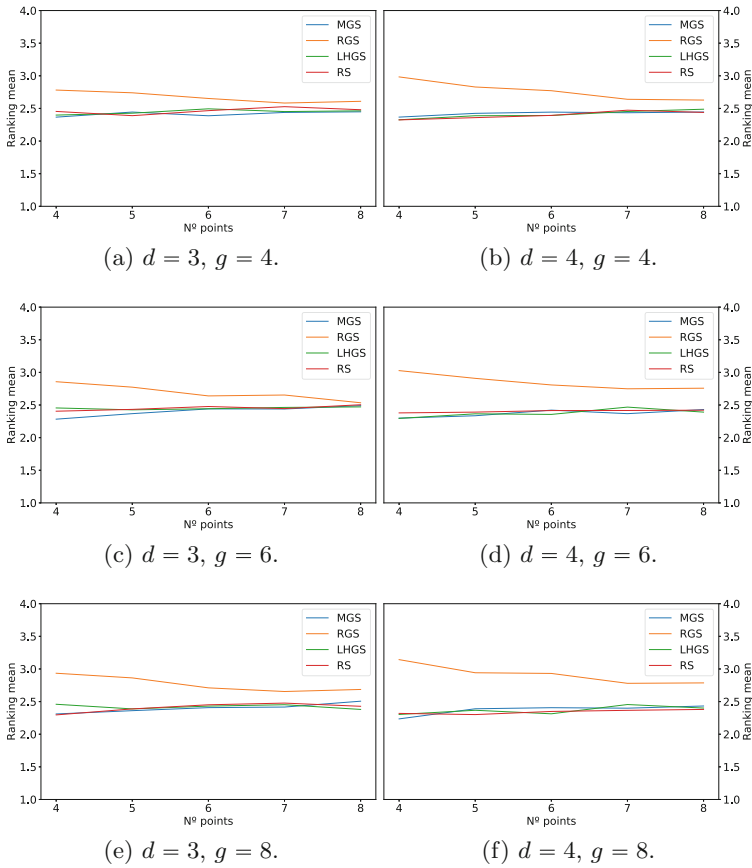 4.0
3.5
3.0
2.5
2.0
1.5
1.0
Ranking mean
4 5 6 7 8
Nº points
MGS
RGS
LHGS
RS
(a) d = 3, g = 4.
4.0
3.5
3.0
2.5
2.0
1.5
1.0
Ranking mean
4 5 6 7 8
Nº points
MGS
RGS
LHGS
RS
(b) d = 4, g = 4.
4.0
3.5
3.0
2.5
2.0
1.5
1.0
Ranking mean
4 5 6 7 8
Nº points
MGS
RGS
LHGS
RS
(c) d = 3, g = 6.
4.0
3.5
3.0
2.5
2.0
1.5
1.0
Ranking mean
4 5 6 7 8
Nº points
MGS
RGS
LHGS
RS
(d) d = 4, g = 6.
4.0
3.5
3.0
2.5
2.0
1.5
1.0
Ranking mean
4 5 6 7 8
Nº points
MGS
RGS
LHGS
RS
(e) d = 3, g = 8.
4.0
3.5
3.0
2.5
2.0
1.5
1.0
Ranking mean
4 5 6 7 8
Nº points
MGS
RGS
LHGS
RS
(f) d = 4, g = 8.